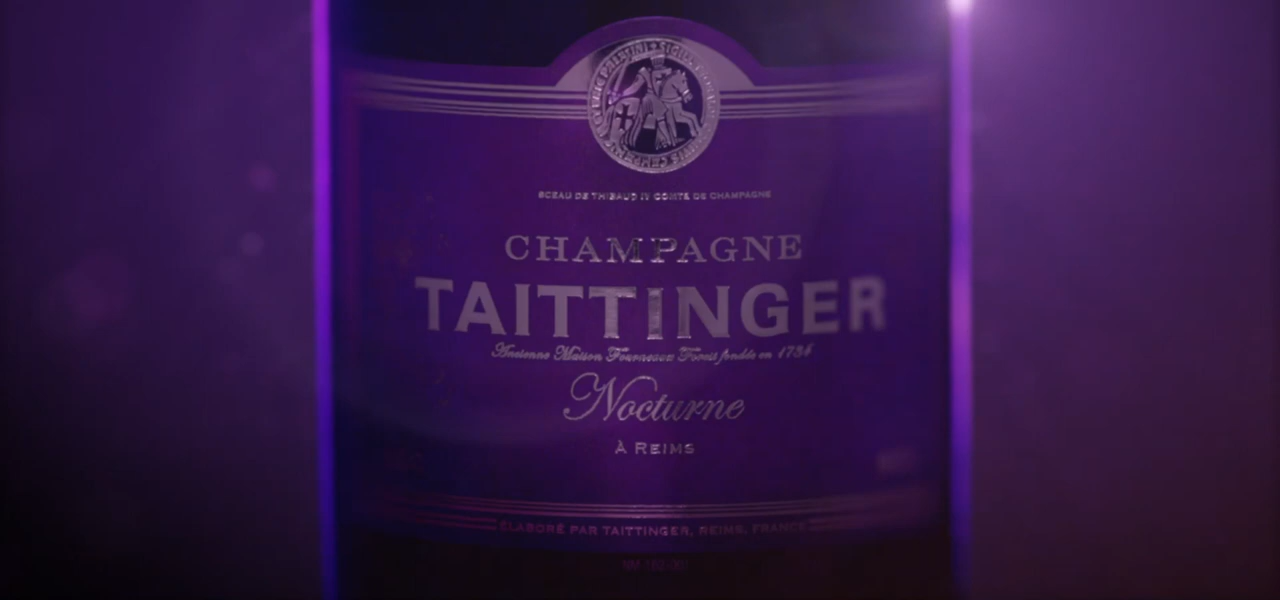 SCEAU DE THIBAUD IV COMTE DE CHAMPAGNE
CHAMPAGNE
TAITTINGER
Ancienne Maison Fourneaux Forest fondée en 1734
Nocturne
À REIMS
ÉLABORÉ PAR TAITTINGER, REIMS, FRANCE